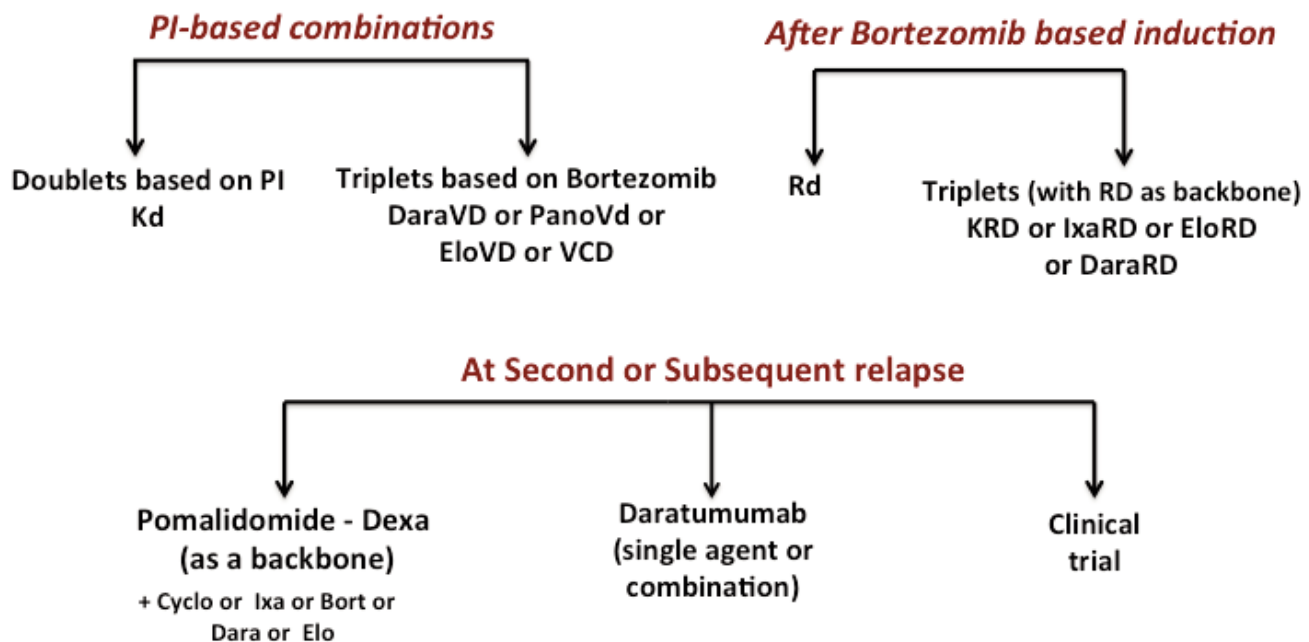 PI-based combinations
After Bortezomib based induction
Doublets based on PI
Kd
Triplets based on Bortezomib
DaraVD or PanoVd or
EloVD or VCD
Rd
Triplets (with RD as backbone)
KRD or IxaRD or EloRD
or DaraRD
At Second or Subsequent relapse
Pomalidomide - Dexa
(as a backbone)
+ Cyclo or Ixa or Bort or
Dara or Elo
Daratumumab
(single agent or
combination)
Clinical
trial